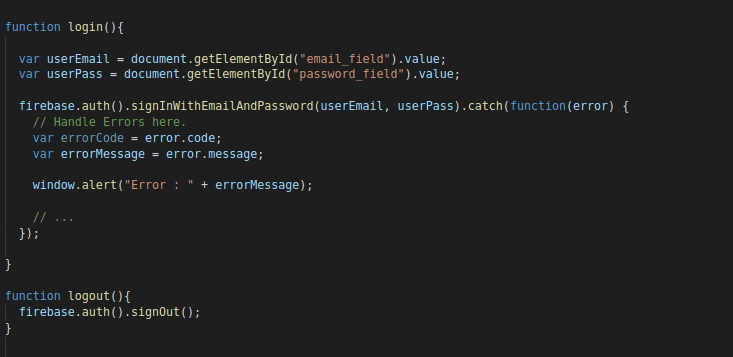 function login(){
var userEmail = document.getElementById("email_field").value;
var userPass = document.getElementById("password_field").value;
firebase.auth().signInWithEmailAndPassword(userEmail, userPass).catch(function(error) {
// Handle Errors here.
var errorCode = error.code;
var errorMessage = error.message;
window.alert("Error : " + errorMessage);
// ...
});
}
function logout(){
firebase.auth().signOut();
}